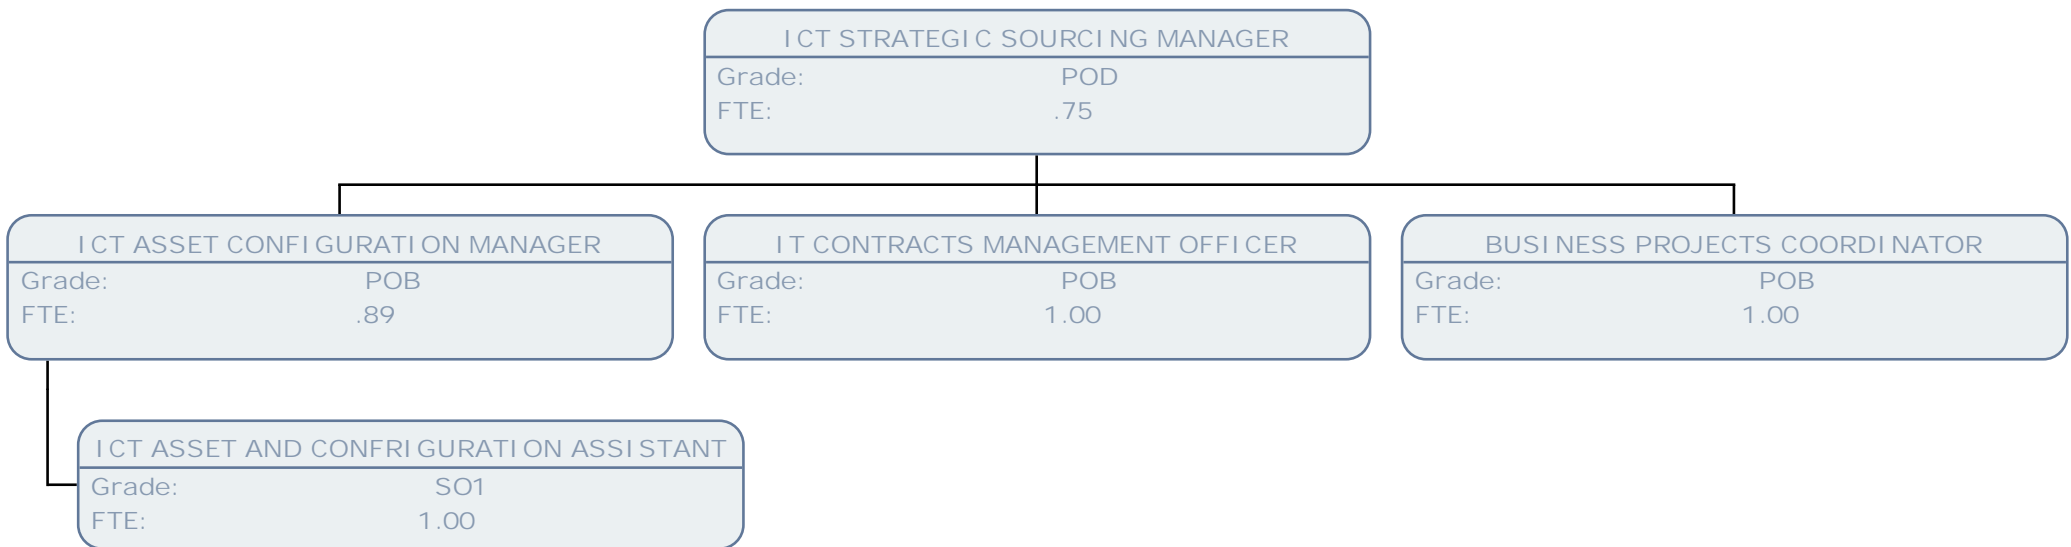 ICT STRATEGIC SOURCING MANAGER
Grade: POD
FTE: .75
ICT ASSET CONFIGURATION MANAGER
Grade: POB
FTE: .89
IT CONTRACTS MANAGEMENT OFFICER
Grade: POB
FTE: 1.00
BUSINESS PROJECTS COORDINATOR
Grade: POB
FTE: 1.00
ICT ASSET AND CONFRIGURATION ASSISTANT
Grade: SO1
FTE: 1.00